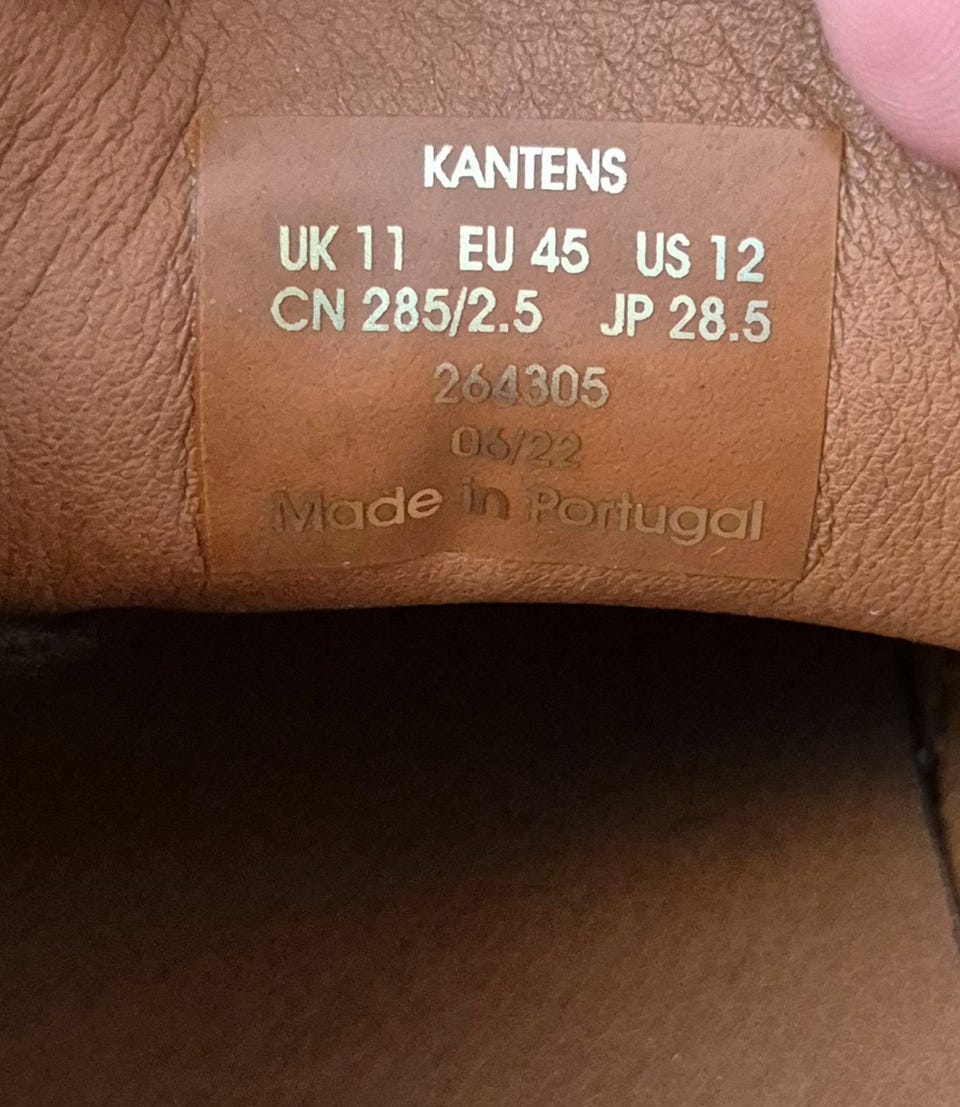 KANTENS
UK 11 EU 45 US 12
CN 285/2.5 JP 28.5
264305
06/22
Made in Portugal